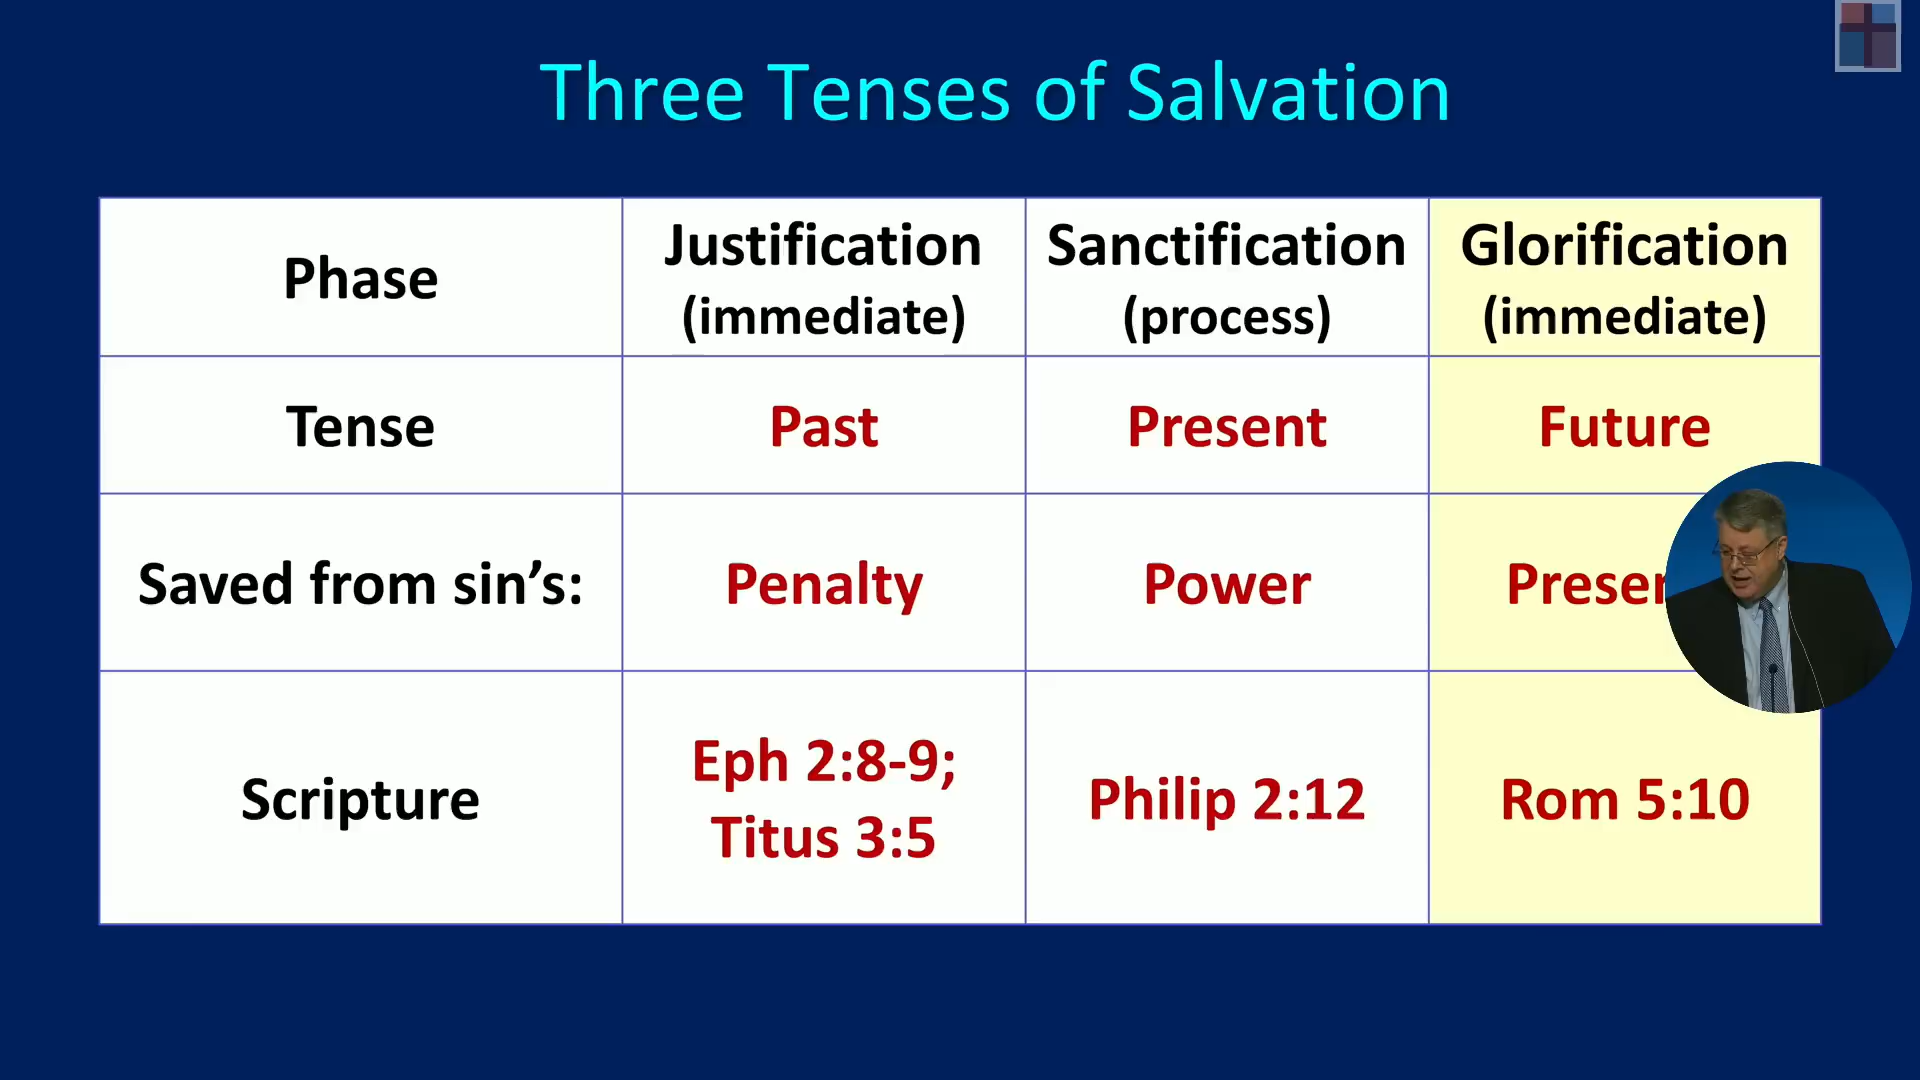 Three Tenses of Salvation
Phase
Justification
(immediate)
Sanctification
(process)
Glorification
(immediate)
Tense
Past
Present
Future
Saved from sin's:
Penalty
Power
Scripture
Eph 2:8-9;
Titus 3:5
Philip 2:12
Rom 5:10